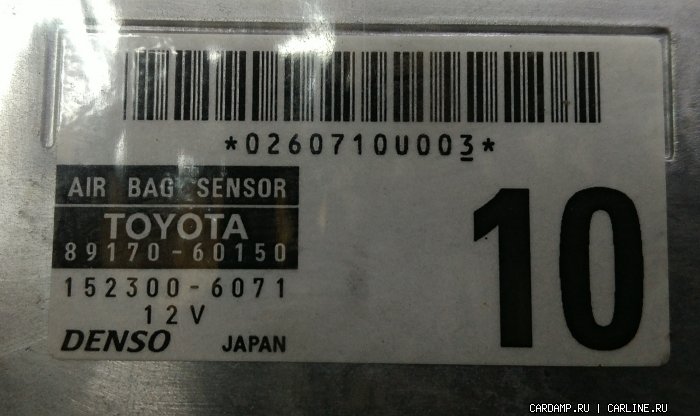 *0260710U003*
AIR BAG SENSOR
TOYOTA
89170-60150
152300-6071
12V
DENSO JAPAN
10
CARDAMP.RU | CARLINE.RU